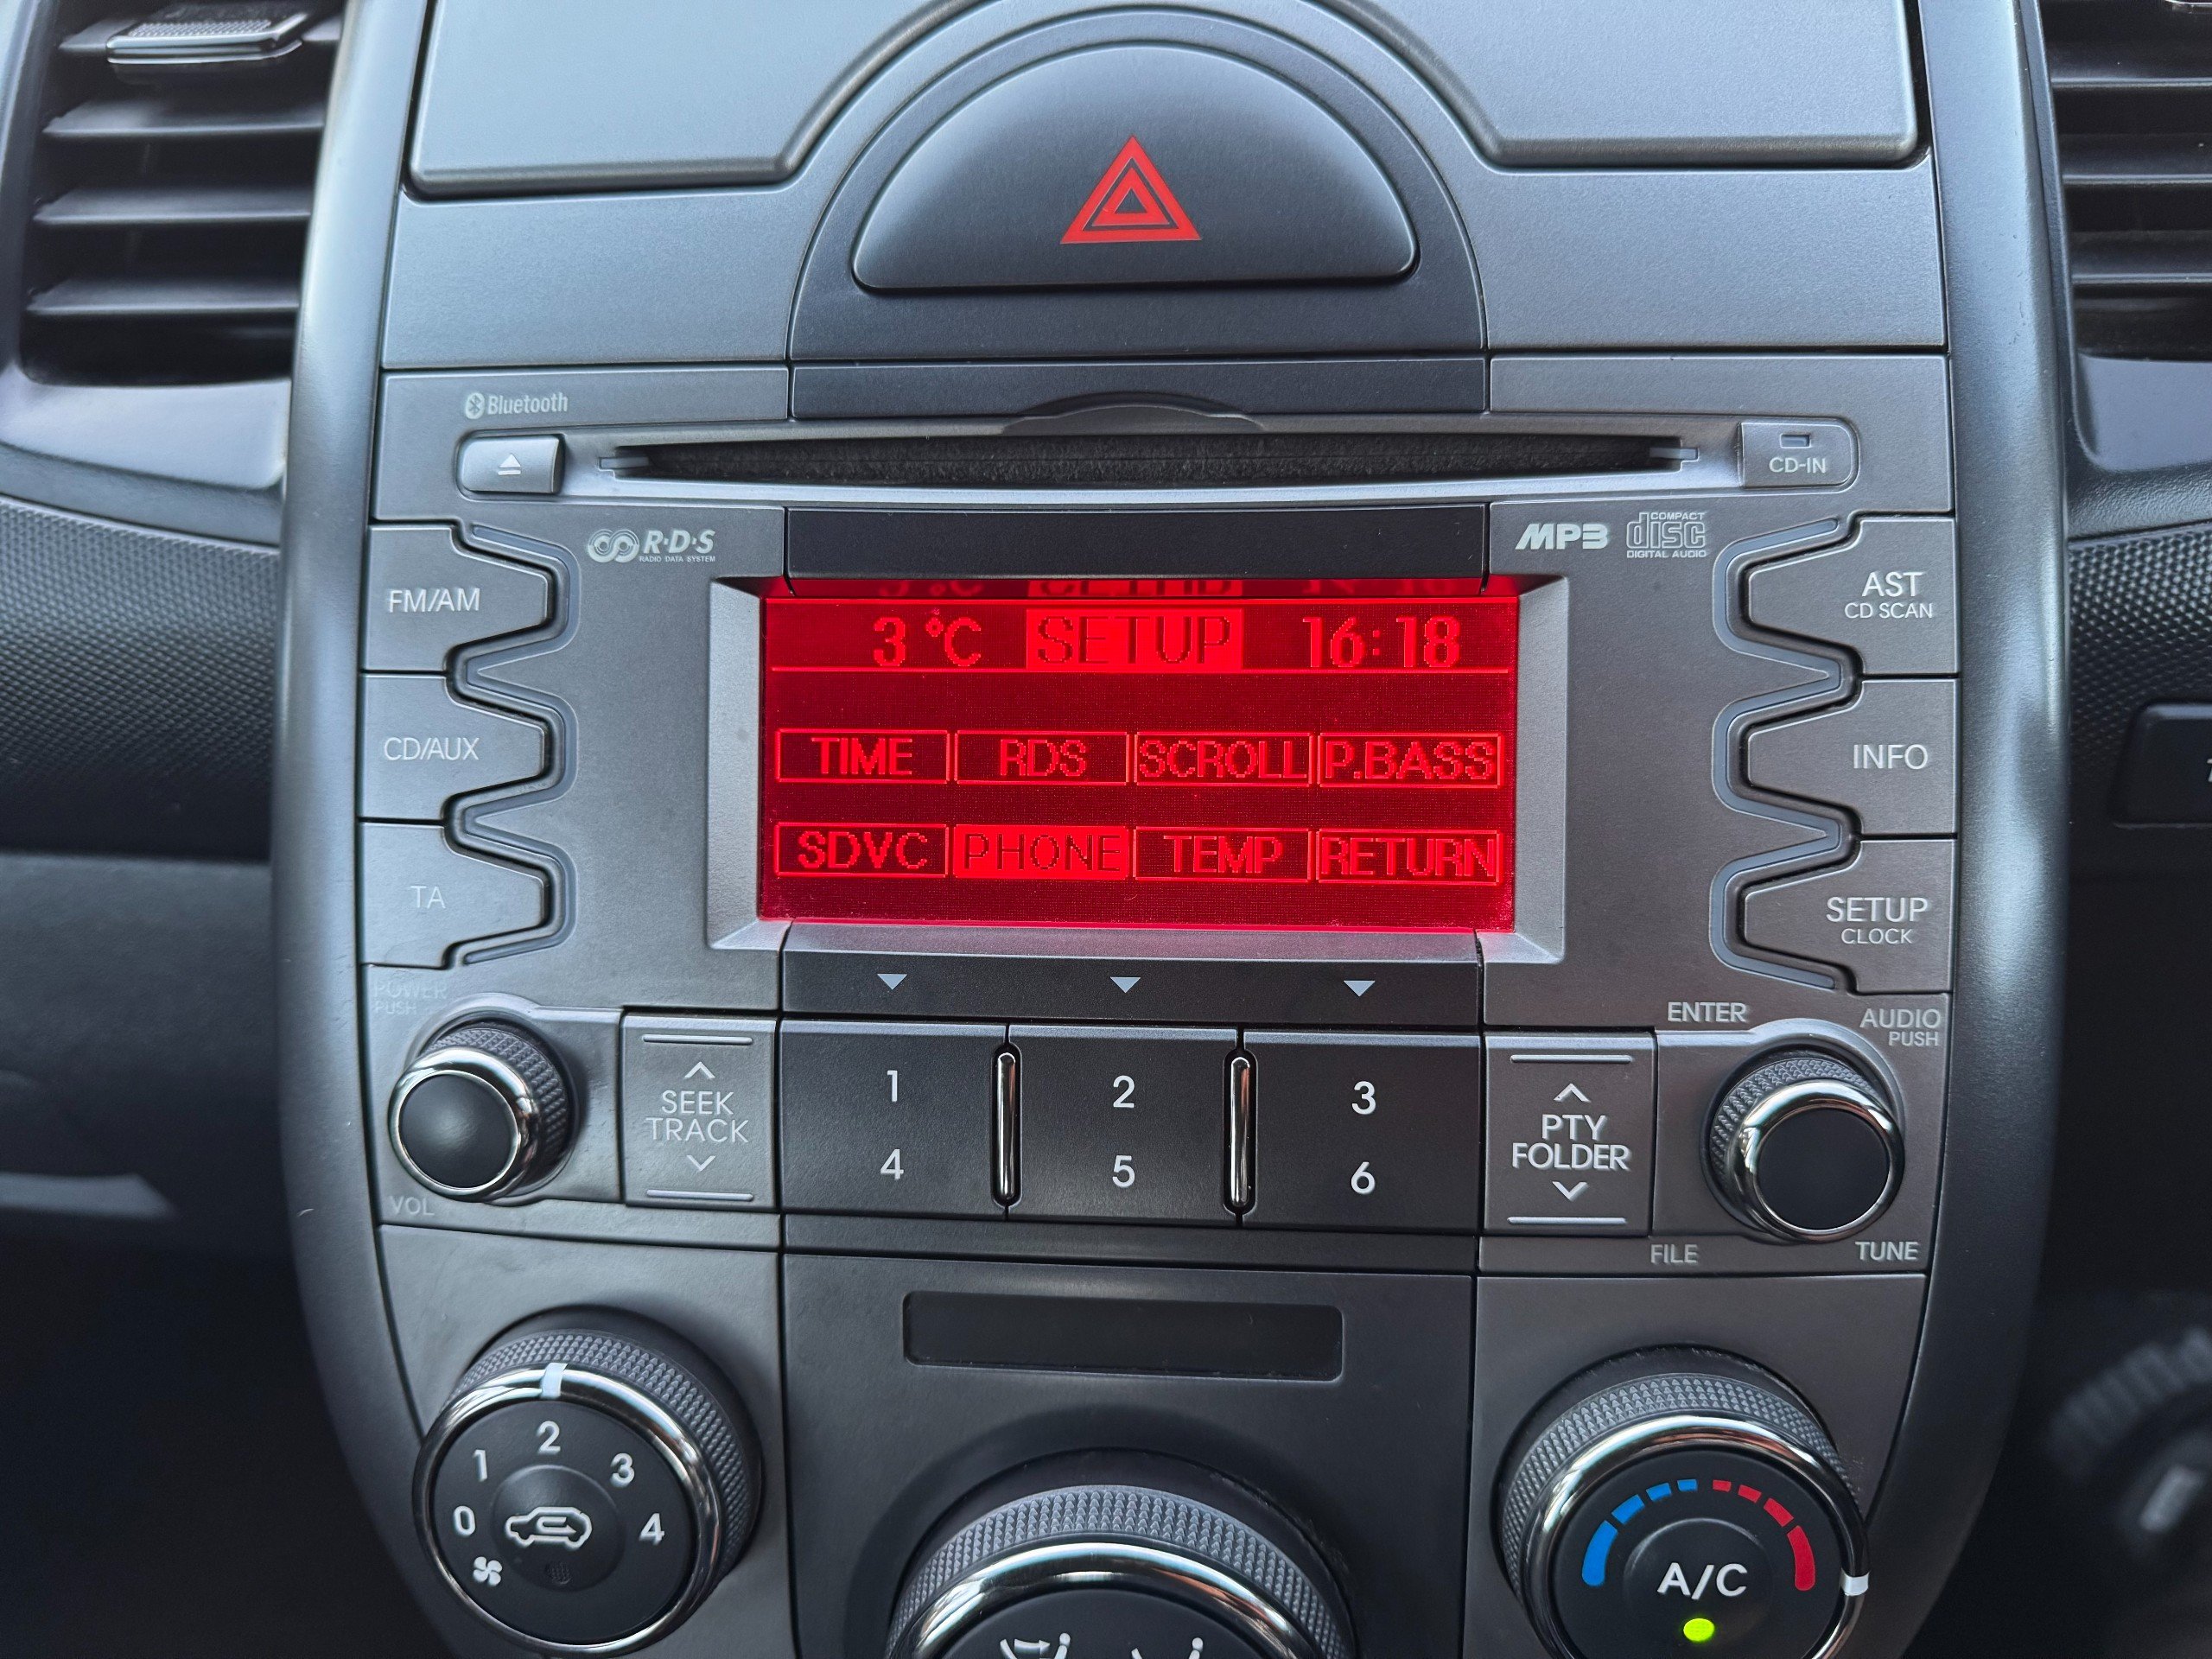 Bluetooth
CD-IN
R·D·S
RADIO DATA SYSTEM
MP3
COMPACT
disc
DIGITAL AUDIO
FM/AM
CD/AUX
TA
3 °C SETUP 16:18
TIME RDS SCROLL P.BASS
SDVC PHONE TEMP RETURN
AST
CD SCAN
INFO
SETUP
CLOCK
POWER
PUSH
VOL
SEEK
TRACK
1 2 3
4 5 6
PTY
FOLDER
ENTER
AUDIO
PUSH
FILE
TUNE
0 1 2 3 4
A/C